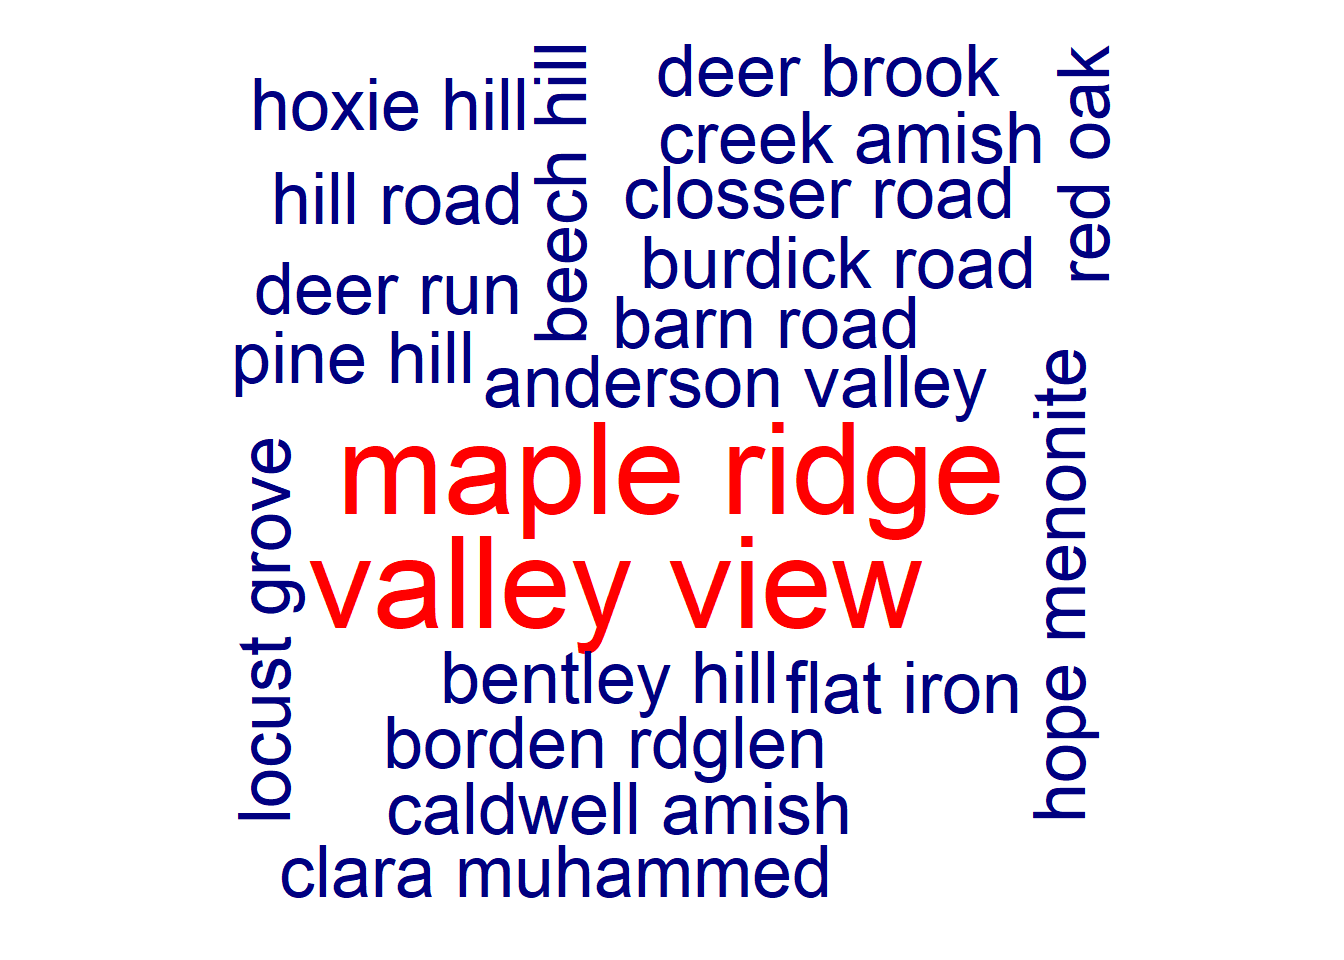 hoxie hill
beech hill
deer brook
red oak
creek amish
hill road
closser road
deer run
burdick road
barn road
pine hill
anderson valley
maple ridge
locust grove
hope menonite
valley view
bentley hill
flat iron
borden rdglen
caldwell amish
clara muhammed